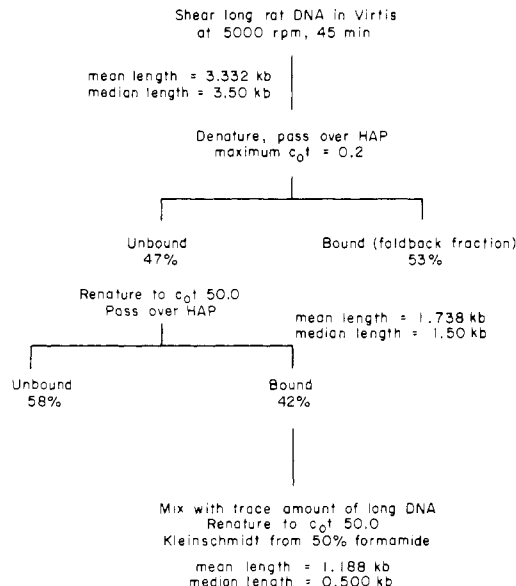 Shear long rat DNA in Virtis
at 5000 rpm, 45 min
mean length = 3.332 kb
median length = 3.50 kb
Denature, pass over HAP
maximum c₀t = 0.2
Unbound
47%
Bound (foldback fraction)
53%
Renature to c₀t 50.0
Pass over HAP
mean length = 1.738 kb
median length = 1.50 kb
Unbound
58%
Bound
42%
Mix with trace amount of long DNA
Renature to c₀t 50.0
Kleinschmidt from 50% formamide
mean length = 1.188 kb
median length = 0.500 kb